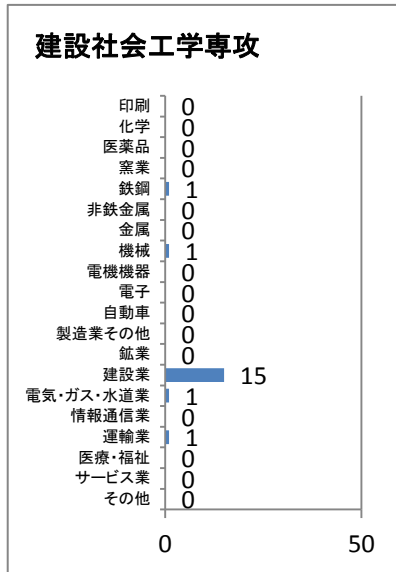 建設社会工学専攻
印刷 0
化学 0
医薬品 0
窯業 0
鉄鋼 1
非鉄金属 0
金属 0
機械 1
電機機器 0
電子 0
自動車 0
製造業その他 0
鉱業 0
建設業 15
電気・ガス・水道業 1
情報通信業 0
運輸業 1
医療・福祉 0
サービス業 0
その他 0
0 50